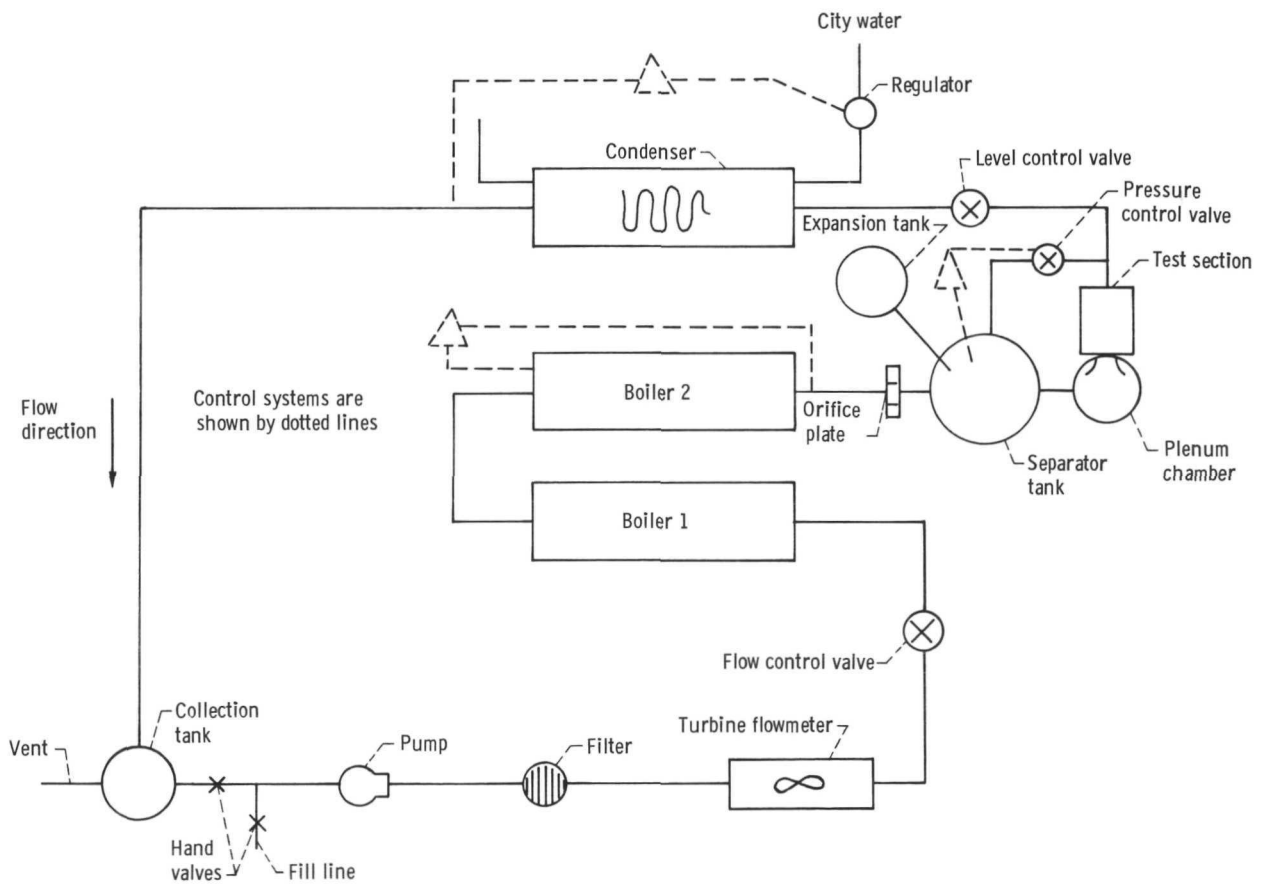 City water
Regulator
Condenser
Level control valve
Pressure
control valve
Expansion tank
Test section
Boiler 2
Control systems are
shown by dotted lines
Flow
direction
Orifice
plate
Plenum
chamber
Separator
tank
Boiler 1
Flow control valve
Collection
tank
Turbine flowmeter
Vent
Pump
Filter
Hand
valves
Fill line